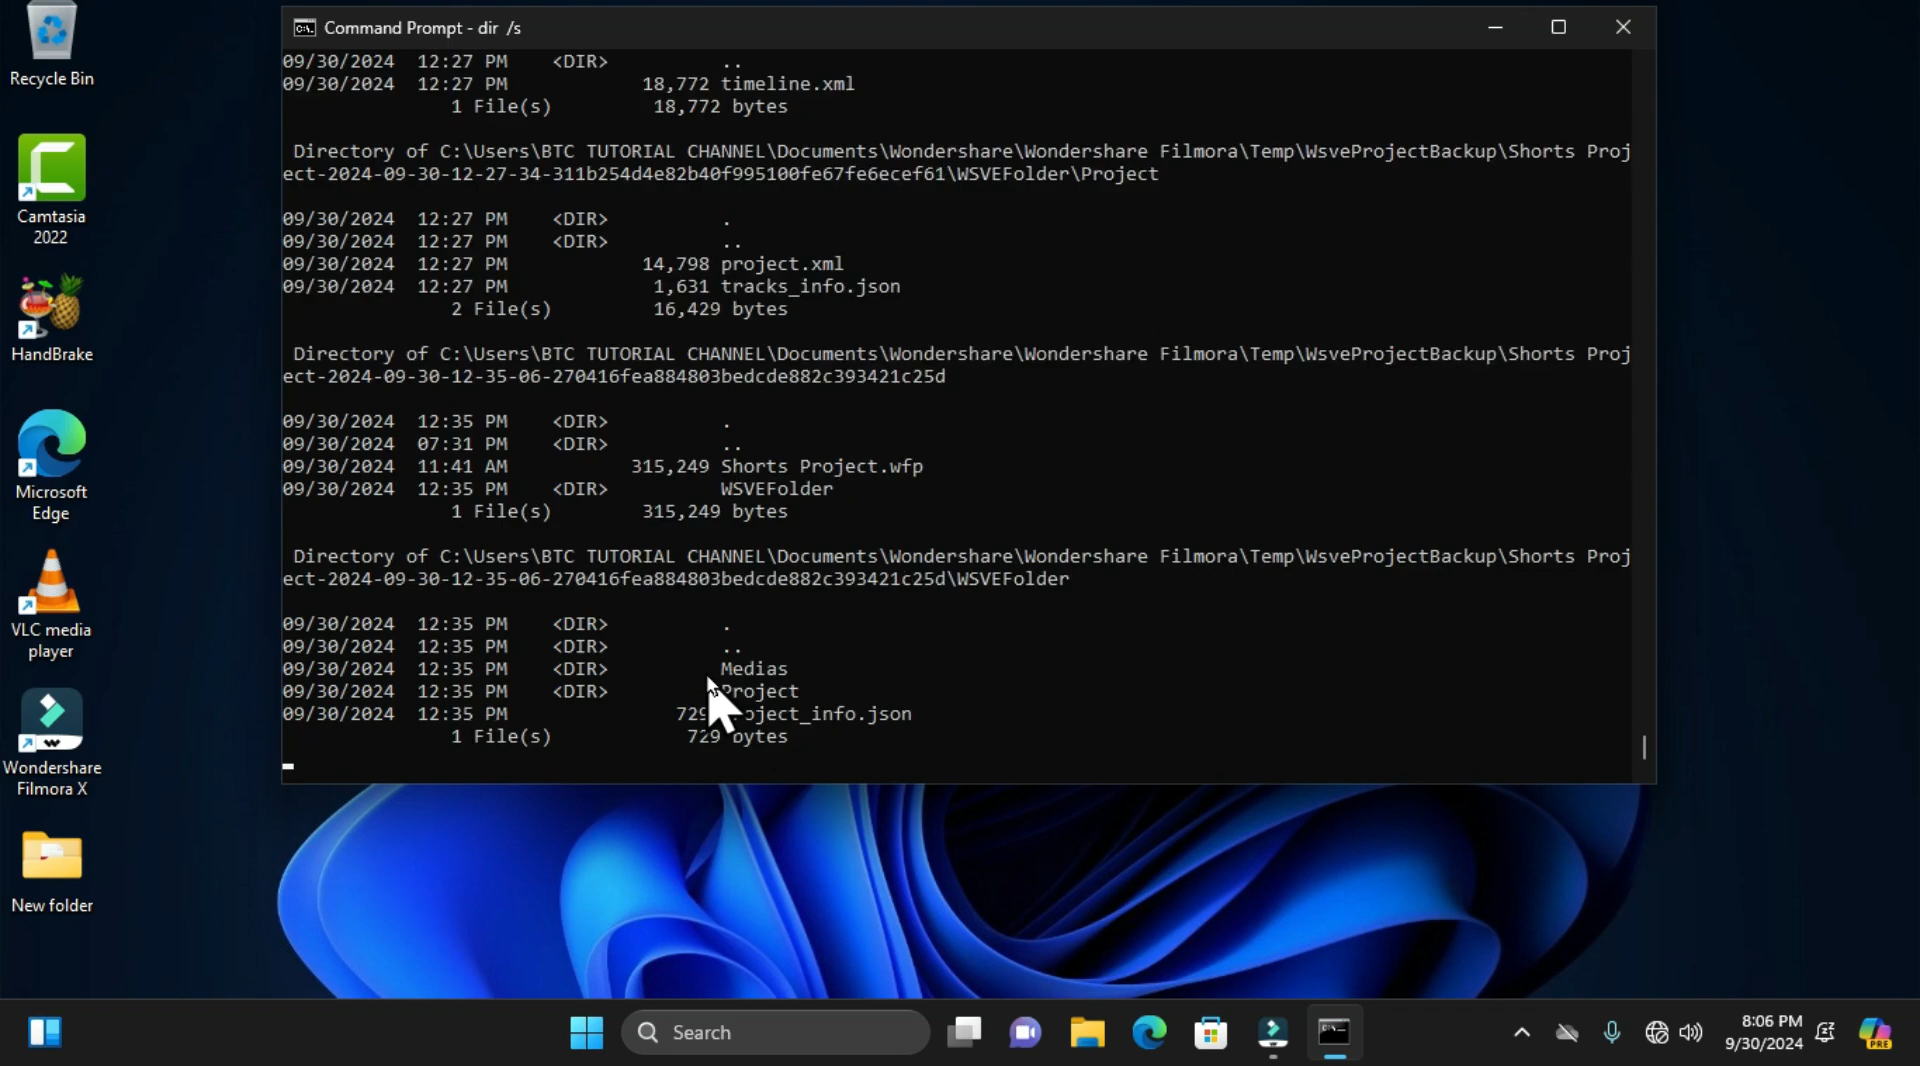 Recycle Bin
Camtasia
2022
HandBrake
Microsoft
Edge
VLC media
player
Wondershare
Filmora X
New folder
Command Prompt - dir /s
09/30/2024 12:27 PM <DIR> ..
09/30/2024 12:27 PM 18,772 timeline.xml
1 File(s) 18,772 bytes
Directory of C:\Users\BTC TUTORIAL CHANNEL\Documents\Wondershare\Wondershare Filmora\Temp\WsveProjectBackup\Shorts Proj
ect-2024-09-30-12-27-34-311b254d4e82b40f995100fe67fe6ecef61\WSVEFolder\Project
09/30/2024 12:27 PM <DIR> .
09/30/2024 12:27 PM <DIR> ..
09/30/2024 12:27 PM 14,798 project.xml
09/30/2024 12:27 PM 1,631 tracks_info.json
2 File(s) 16,429 bytes
Directory of C:\Users\BTC TUTORIAL CHANNEL\Documents\Wondershare\Wondershare Filmora\Temp\WsveProjectBackup\Shorts Proj
ect-2024-09-30-12-35-06-270416fea884803bedcde882c393421c25d
09/30/2024 12:35 PM <DIR> .
09/30/2024 07:31 PM <DIR> ..
09/30/2024 11:41 AM 315,249 Shorts Project.wfp
09/30/2024 12:35 PM <DIR> WSVEFolder
1 File(s) 315,249 bytes
Directory of C:\Users\BTC TUTORIAL CHANNEL\Documents\Wondershare\Wondershare Filmora\Temp\WsveProjectBackup\Shorts Proj
ect-2024-09-30-12-35-06-270416fea884803bedcde882c393421c25d\WSVEFolder
09/30/2024 12:35 PM <DIR> .
09/30/2024 12:35 PM <DIR> ..
09/30/2024 12:35 PM <DIR> Medias
09/30/2024 12:35 PM <DIR> Project
09/30/2024 12:35 PM 729 project_info.json
1 File(s) 729 bytes
Search
8:06 PM
9/30/2024
PRE